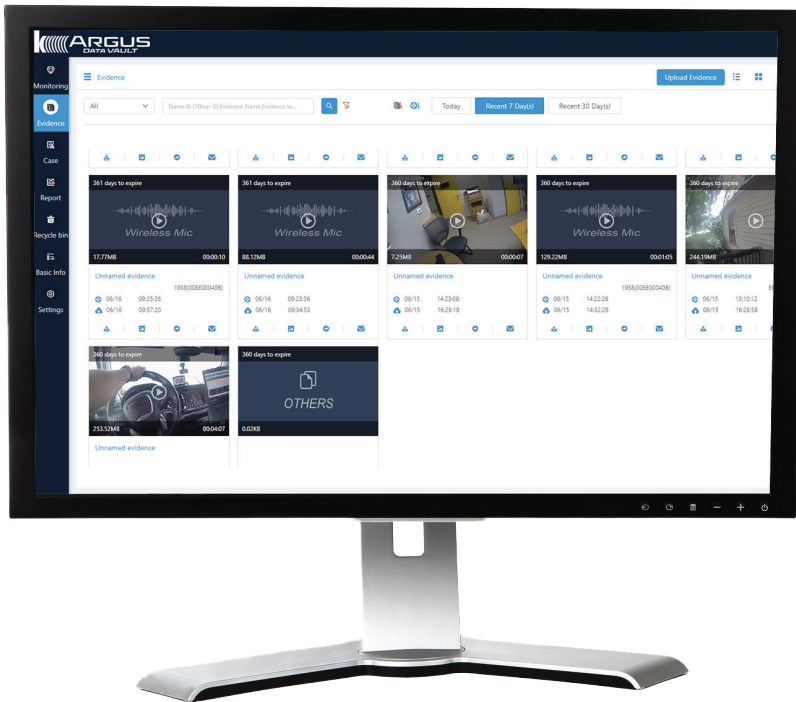 ARGUS
DATA VAULT
Monitoring
Evidence
Case
Report
Recycle bin
Basic Info
Settings
Evidence
Upload Evidence
All
Name & Officer ID,Evidence Name,Evidence la...
Today
Recent 7 Day(s)
Recent 30 Day(s)
361 days to expire
Wireless Mic
17.77MB 00:00:10
Unnamed evidence
1938(006E000408)
06/16 09:25:26
06/16 09:57:20
361 days to expire
Wireless Mic
88.12MB 00:00:44
Unnamed evidence
06/16 09:23:36
06/16 09:34:53
360 days to expire
7.25MB 00:00:07
Unnamed evidence
06/15 14:23:08
06/15 16:29:18
360 days to expire
Wireless Mic
129.22MB 00:01:05
Unnamed evidence
1938(006E000408)
06/15 14:22:28
06/15 14:32:29
360 days to expire
244.19MB
Unnamed evidence
06/15 13:10:12
06/15 16:28:58
360 days to expire
253.52MB 00:04:07
Unnamed evidence
360 days to expire
OTHERS
0.02KB